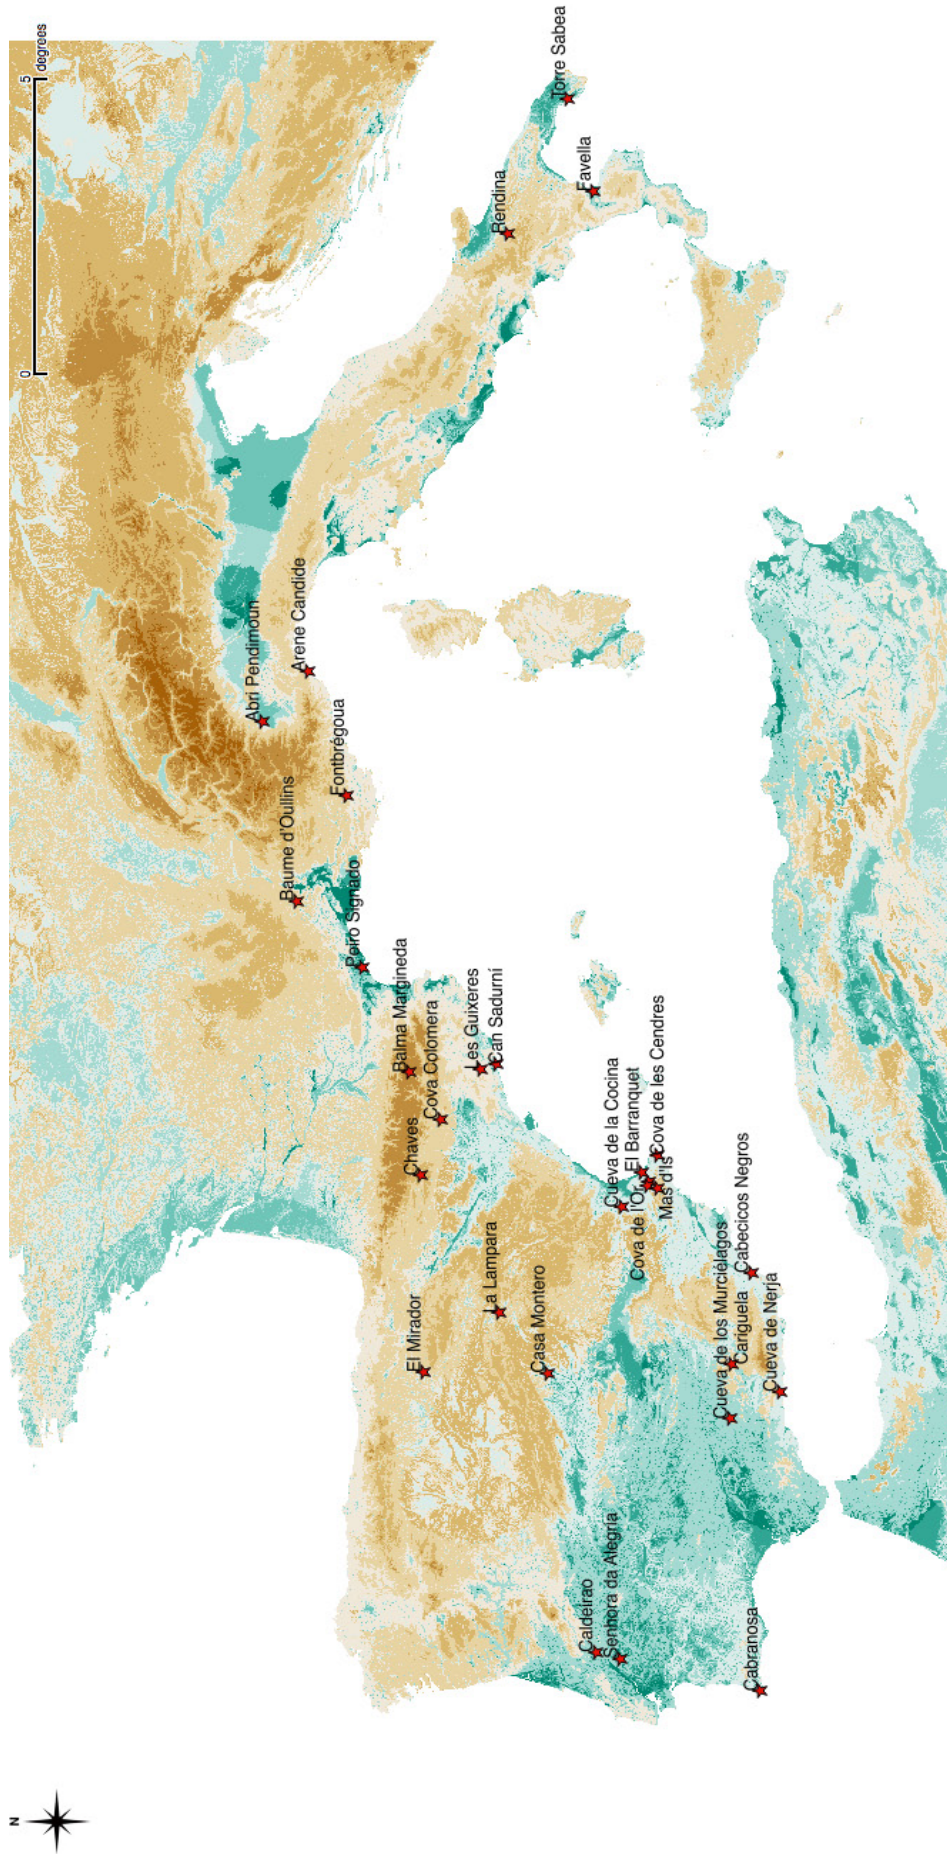 N
0
5
degrees
Torre Sabea
Favella
Rendina
Arene Candide
Abri Pendimoun
Fontbrégoua
Baume d'Oullins
Peiro Signado
Balma Margineda
Cova Colomera
Chaves
Les Guixeres
Can Sadurni
El Mirador
La Lampara
Casa Montero
Cueva de la Cocina
El Barranquet
Cova de les Cendres
Cova de l'Or
Mas d'Is
Cabecicos Negros
Cueva de los Murciélagos
Cariguela
Cueva de Nerja
Caldeirao
Senhora da Alegria
Cabranosa